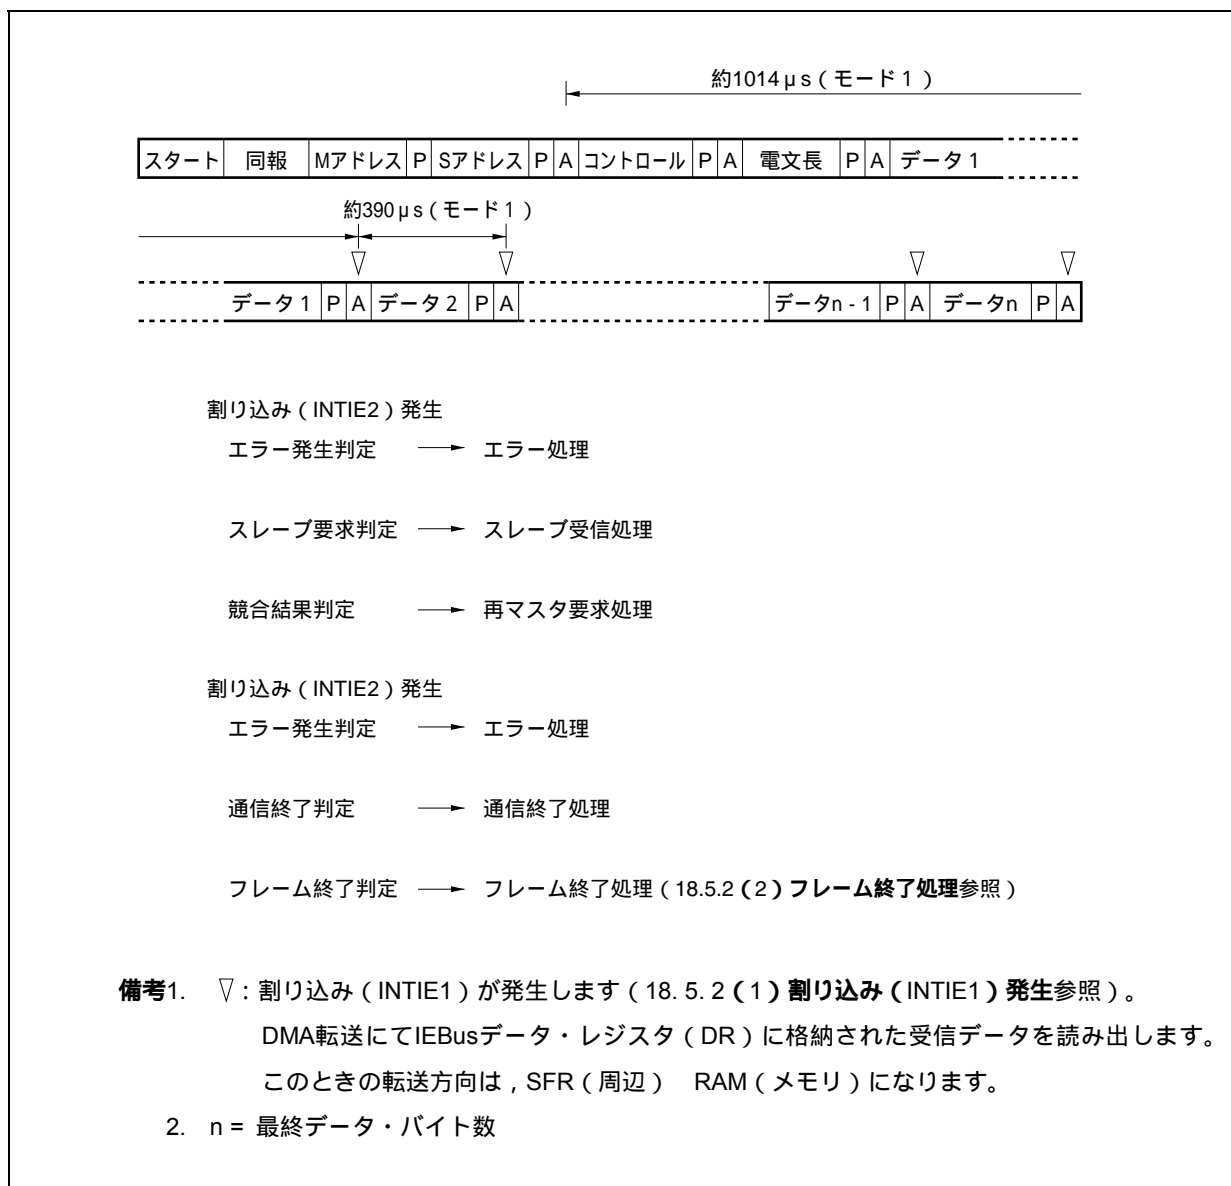 約1014μs（モード1）
スタート 同報 Mアドレス P Sアドレス P A コントロール P A 電文長 P A データ1
約390μs（モード1）
▽ ▽ ▽ ▽
データ1 P A データ2 P A データn - 1 P A データn P A
割り込み（INTIE2）発生
エラー発生判定 → エラー処理
スレーブ要求判定 → スレーブ受信処理
競合結果判定 → 再マスタ要求処理
割り込み（INTIE2）発生
エラー発生判定 → エラー処理
通信終了判定 → 通信終了処理
フレーム終了判定 → フレーム終了処理（18.5.2（2）フレーム終了処理参照）
備考1. ▽：割り込み（INTIE1）が発生します（18. 5. 2（1）割り込み（INTIE1）発生参照）。
DMA転送にてIEBusデータ・レジスタ（DR）に格納された受信データを読み出します。
このときの転送方向は，SFR（周辺） RAM（メモリ）になります。
2. n = 最終データ・バイト数